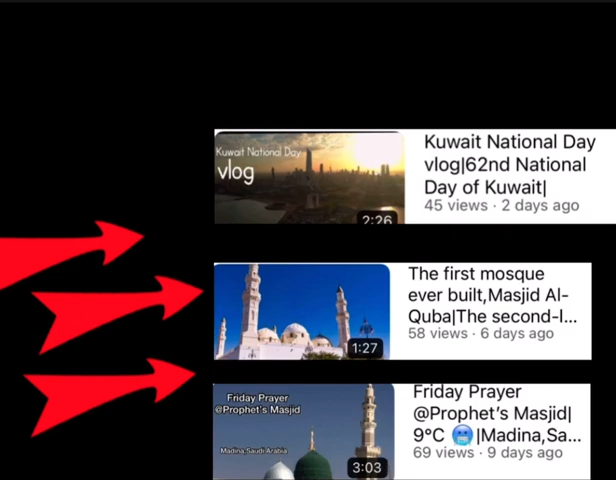 Kuwait National Day
vlog
2:26
Kuwait National Day
vlog|62nd National
Day of Kuwait|
45 views · 2 days ago
1:27
The first mosque
ever built,Masjid Al-
Quba|The second-l...
58 views · 6 days ago
Friday Prayer
@Prophet's Masjid
Madina,Saudi Arabia
3:03
Friday Prayer
@Prophet's Masjid|
9°C 🥶|Madina,Sa...
69 views · 9 days ago